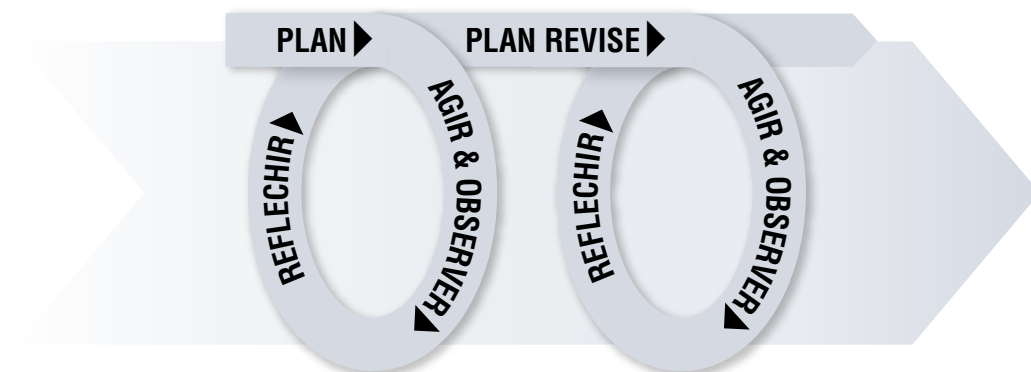 PLAN
AGIR & OBSERVER
REFLECHIR
PLAN REVISE
AGIR & OBSERVER
REFLECHIR